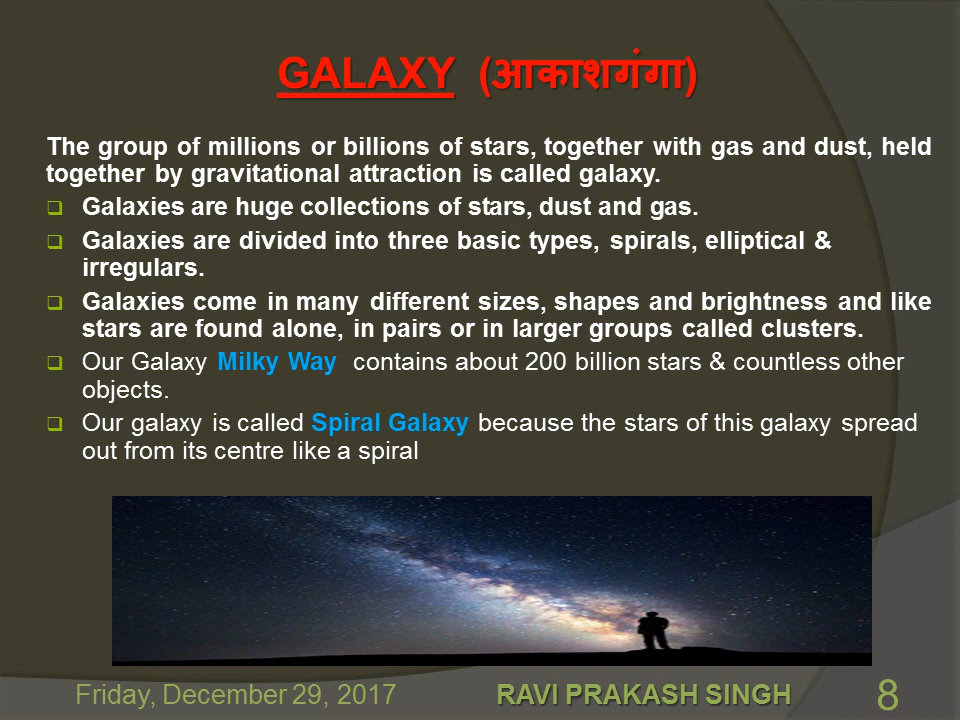 GALAXY (आकाशगंगा)
The group of millions or billions of stars, together with gas and dust, held
together by gravitational attraction is called galaxy.
❑ Galaxies are huge collections of stars, dust and gas.
❑ Galaxies are divided into three basic types, spirals, elliptical &
irregulars.
❑ Galaxies come in many different sizes, shapes and brightness and like
stars are found alone, in pairs or in larger groups called clusters.
❑ Our Galaxy Milky Way contains about 200 billion stars & countless other
objects.
❑ Our galaxy is called Spiral Galaxy because the stars of this galaxy spread
out from its centre like a spiral
Friday, December 29, 2017 RAVI PRAKASH SINGH 8